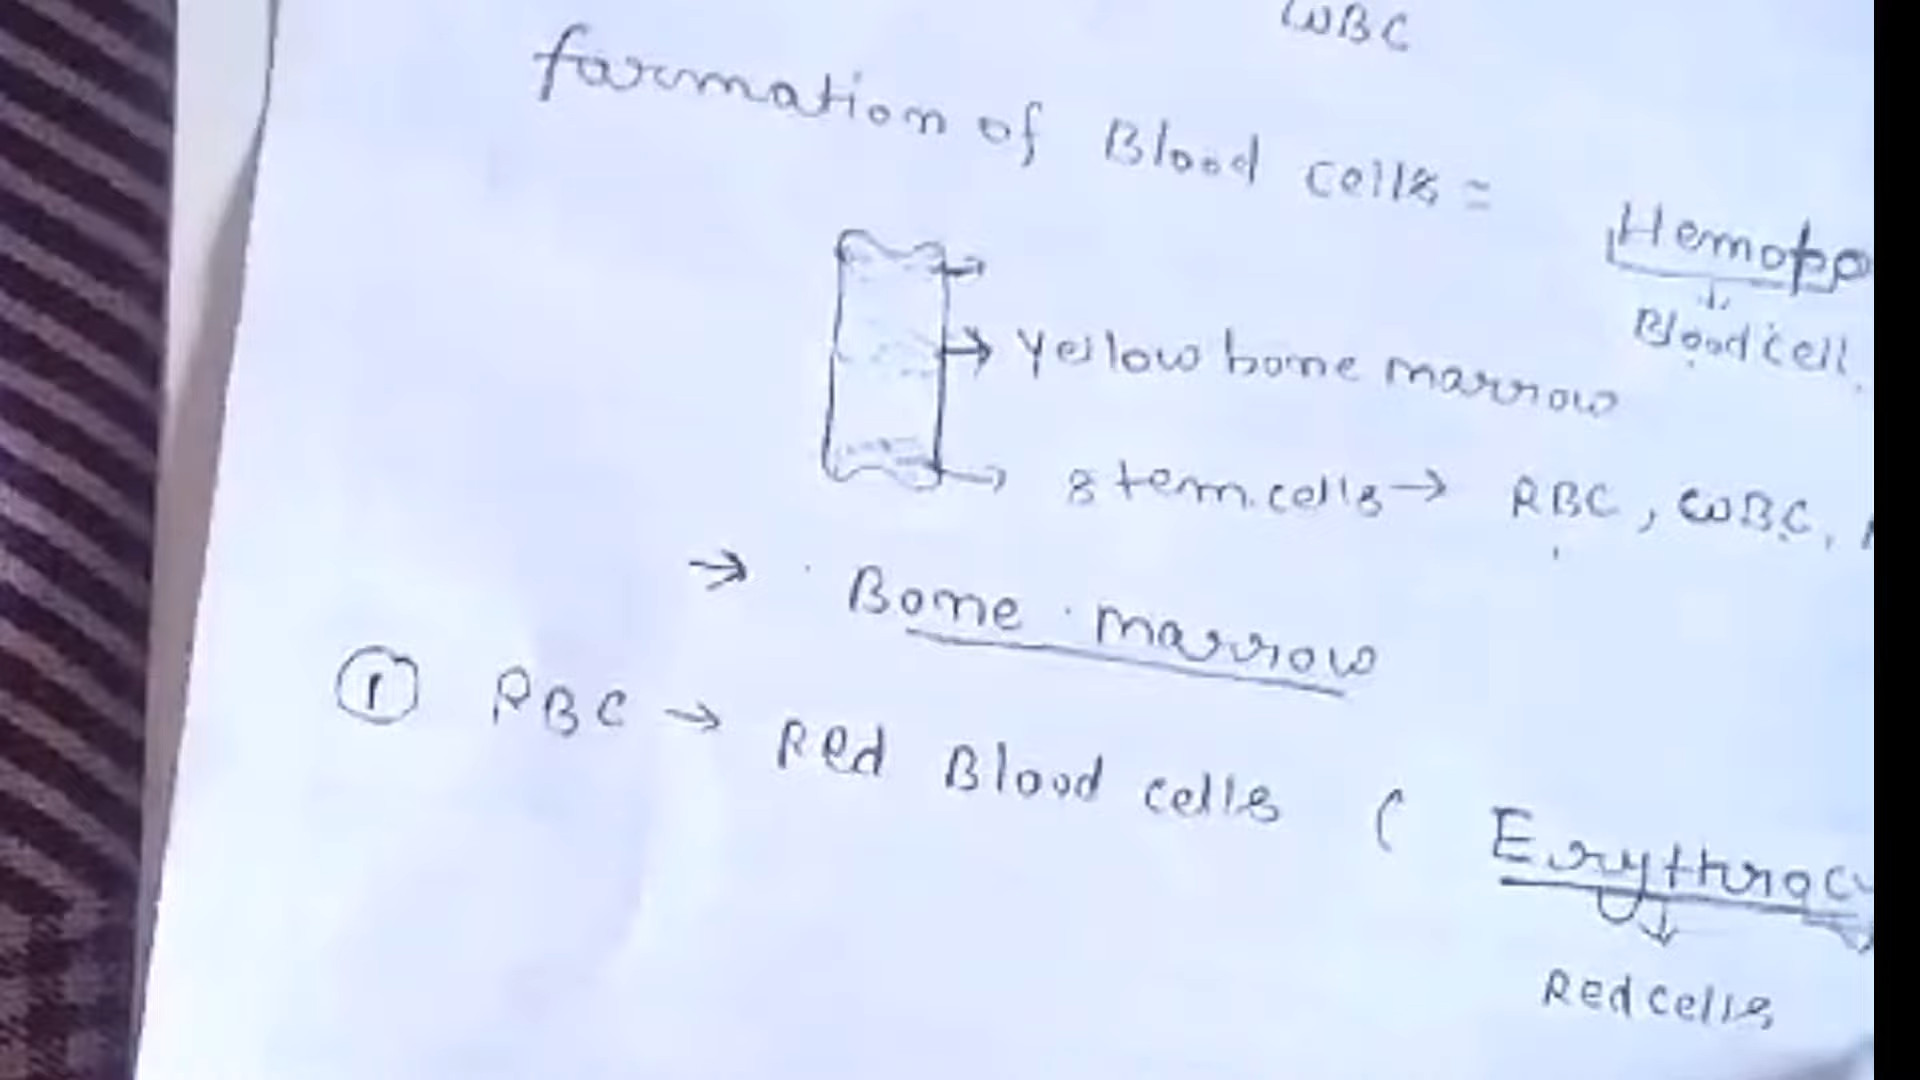 WBC
formation of Blood cells =
Hemopo
↓
Blood cell
→ Yellow bone marrow
→ stem cells → RBC, WBC,
→ Bone marrow
① RBC → Red Blood cells ( Erythrocy
↓
Red cells